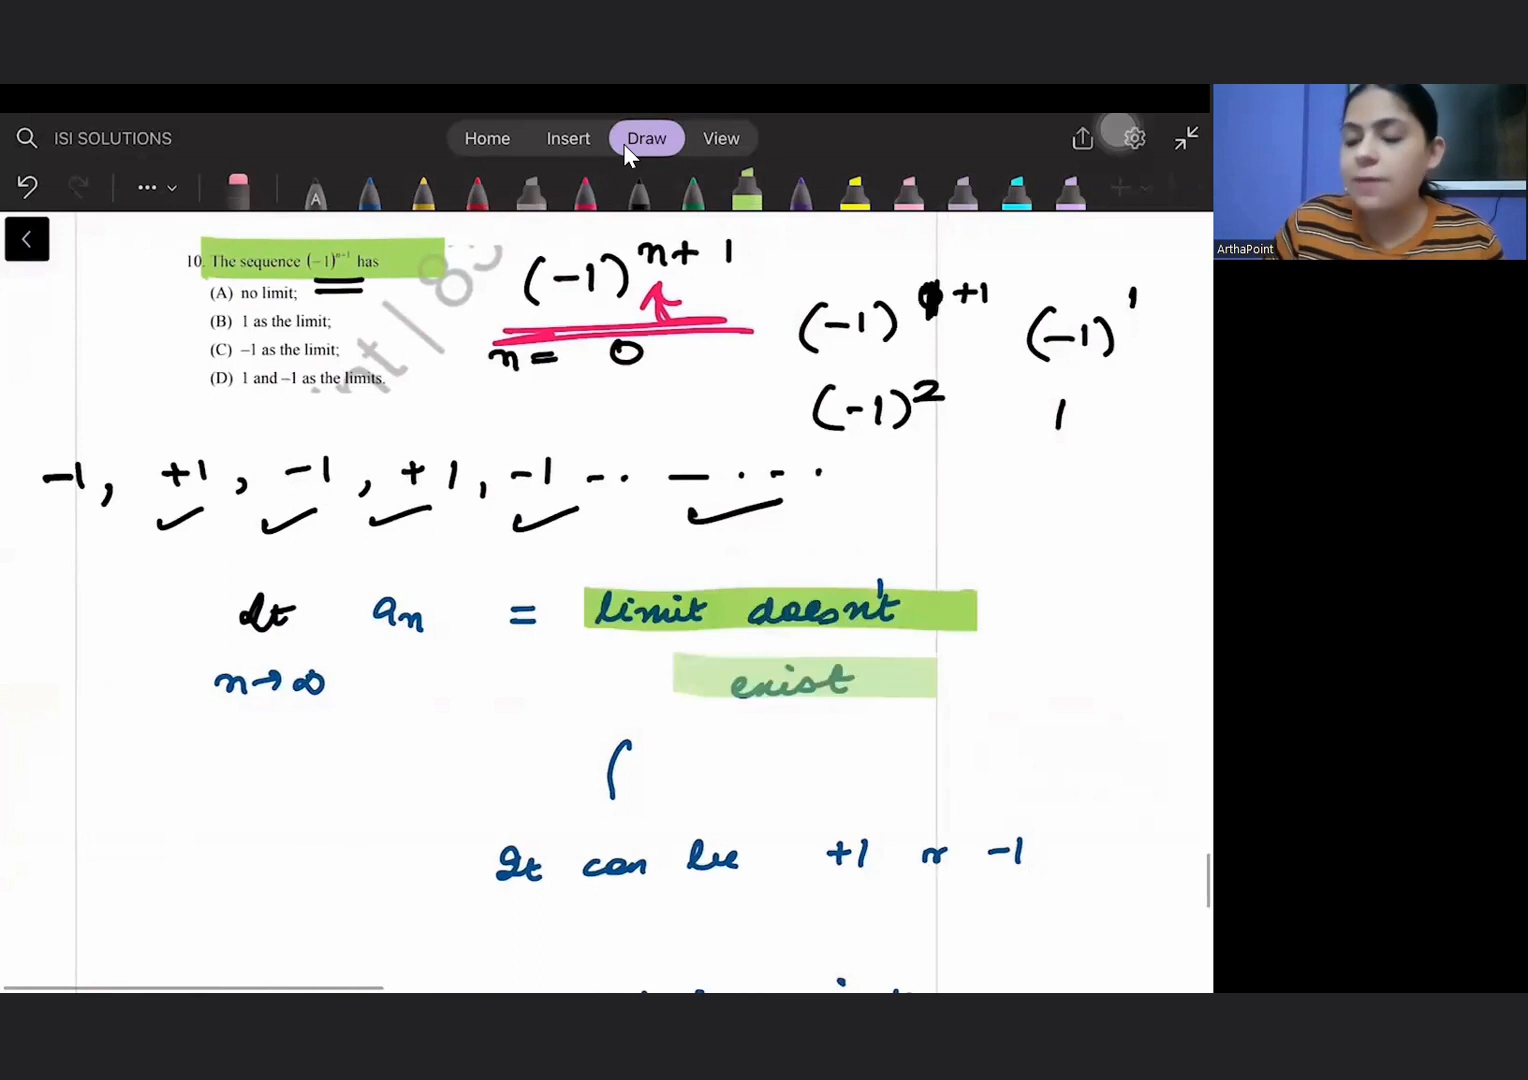 ISI SOLUTIONS
Home Insert Draw View
ArthaPoint
10. The sequence (−1)ⁿ⁻¹ has
(A) no limit;
(B) 1 as the limit;
(C) −1 as the limit;
(D) 1 and −1 as the limits.
(-1)ⁿ⁺¹
n = 0
+1
(-1)
(-1)¹
(-1)² 1
-1, +1, -1, +1, -1 -- . — . - - .
lt an = limit doesn't
n→∞ exist
(
It can be +1 or -1